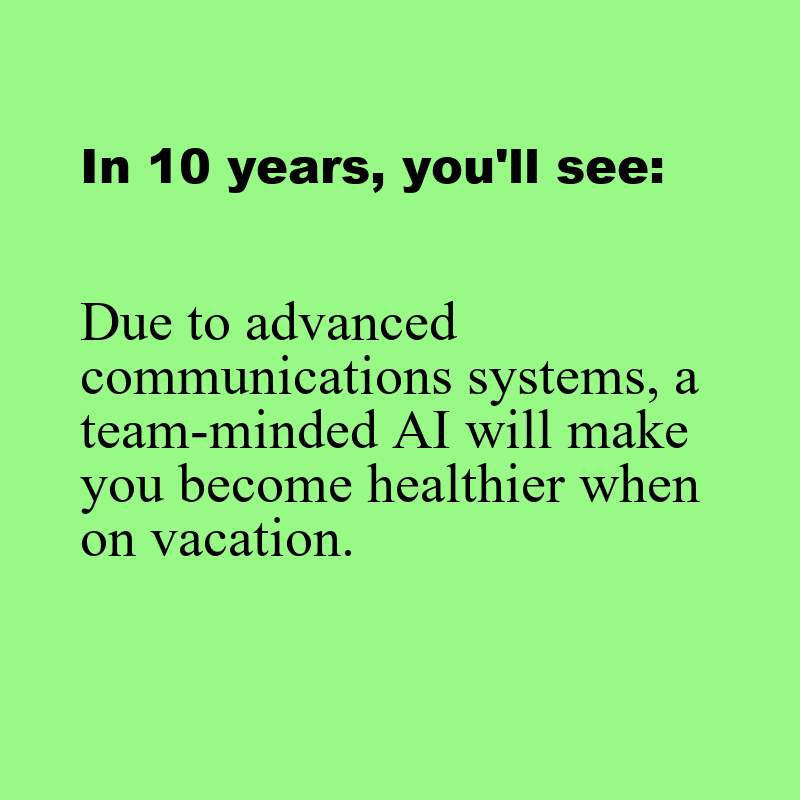 In 10 years, you'll see:
Due to advanced
communications systems, a
team-minded AI will make
you become healthier when
on vacation.